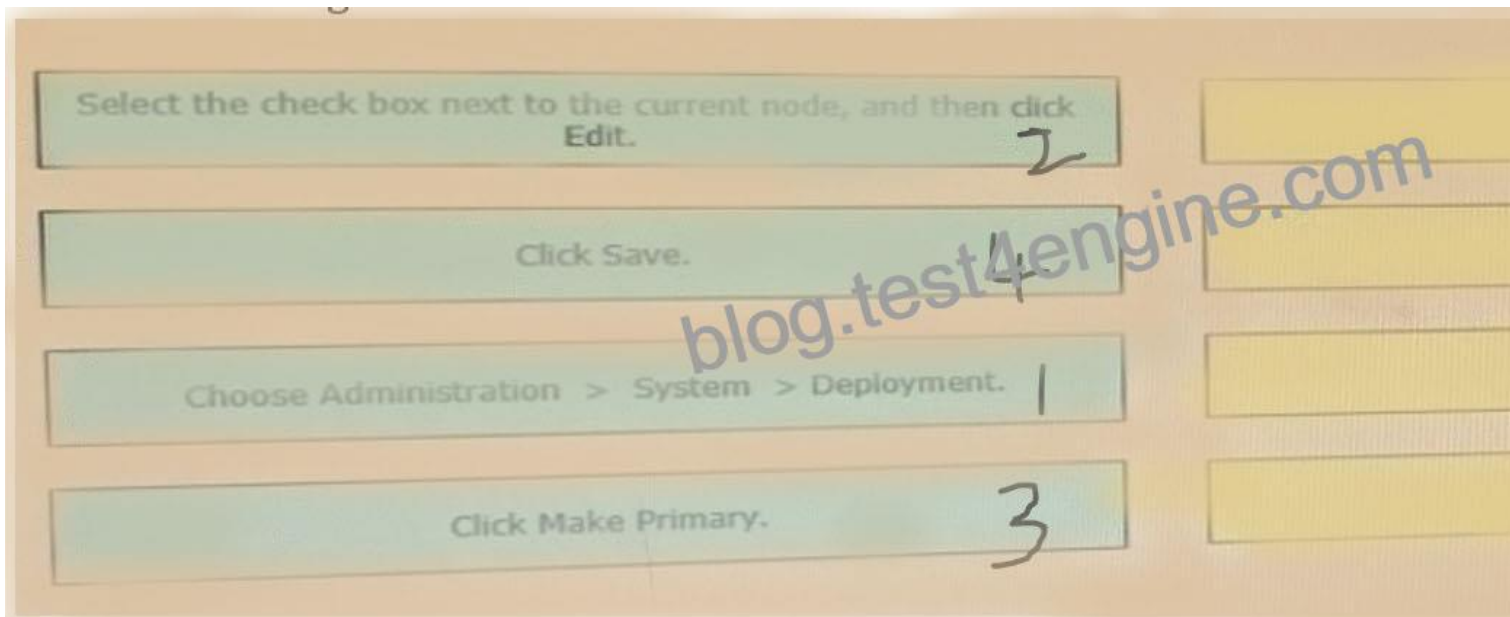 Select the check box next to the current node, and then click
Edit.
2
Click Save.
4
blog.test4engine.com
Choose Administration > System > Deployment.
1
Click Make Primary.
3